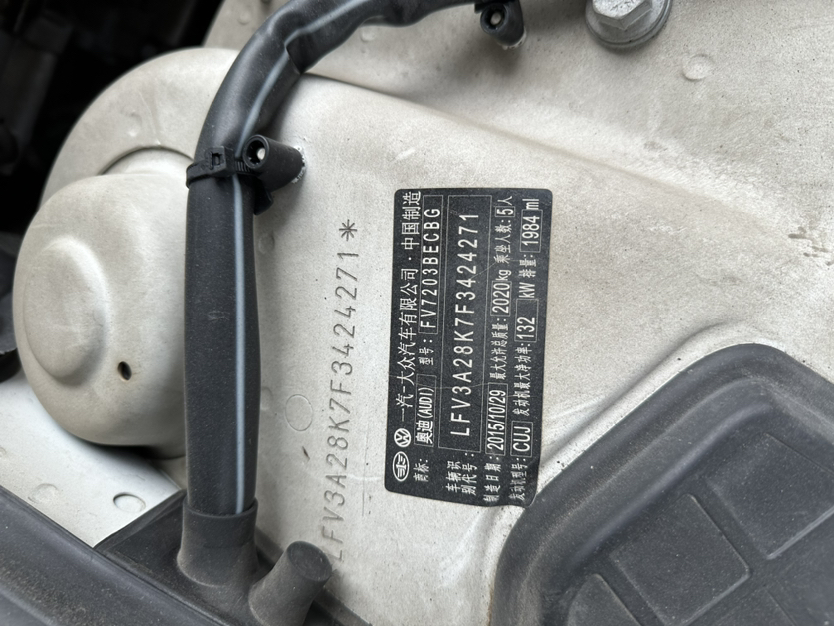 LFV3A28K7F3424271*
一汽-大众汽车有限公司·中国制造
商标: 奥迪(AUDI) 型号: FV7203BECBG
车辆识别代号: LFV3A28K7F3424271
制造日期: 2015/10/29 最大允许总质量: 2020kg 乘坐人数: 5人
发动机型号: CUJ 发动机最大净功率: 132 kW 排量: 1984 ml